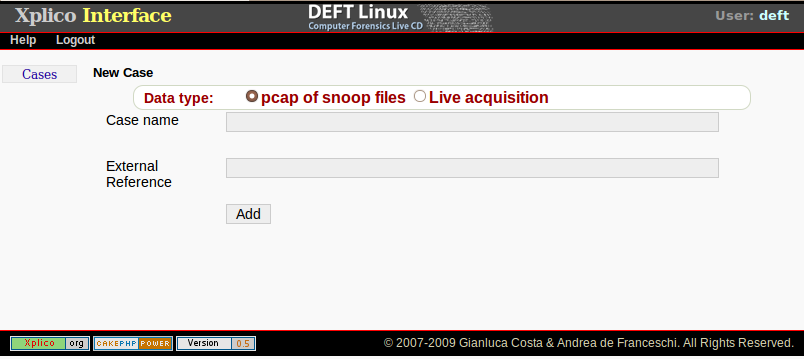 Xplico Interface
DEFT Linux
Computer Forensics Live CD
User: deft
Help Logout
Cases
New Case
Data type: pcap of snoop files Live acquisition
Case name
External
Reference
Add
Xplico org CAKEPHP POWER Version 0.5
© 2007-2009 Gianluca Costa & Andrea de Franceschi. All Rights Reserved.